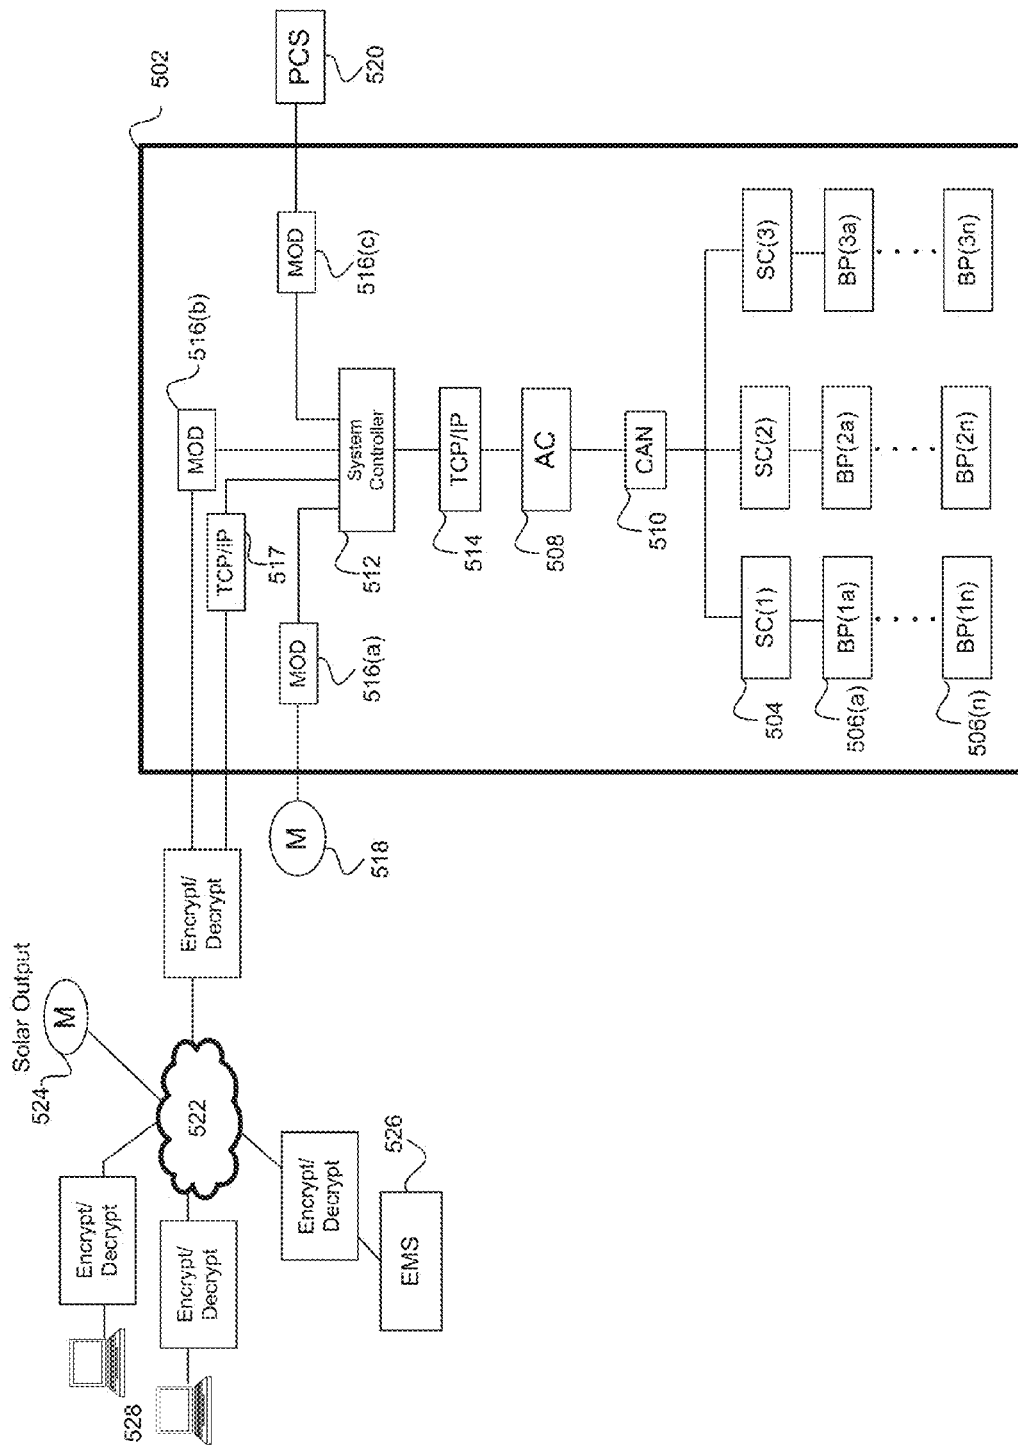 502
PCS
520
MOD
516(c)
516(b)
MOD
TCP/IP
517
System
Controller
512
MOD
516(a)
M
518
TCP/IP
514
AC
508
CAN
510
SC(1)
504
SC(2)
SC(3)
BP(1a)
506(a)
BP(2a)
BP(3a)
BP(1n)
506(n)
BP(2n)
BP(3n)
Encrypt/
Decrypt
Solar Output
M
524
522
Encrypt/
Decrypt
Encrypt/
Decrypt
528
Encrypt/
Decrypt
EMS
526